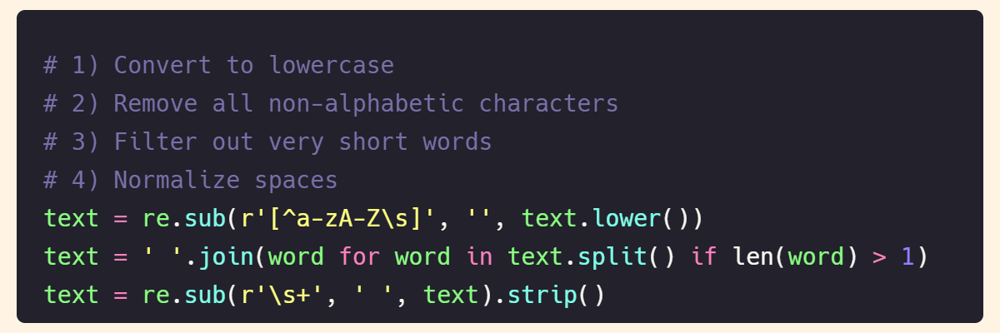 # 1) Convert to lowercase
# 2) Remove all non-alphabetic characters
# 3) Filter out very short words
# 4) Normalize spaces
text = re.sub(r'[^a-zA-Z\s]', '', text.lower())
text = ' '.join(word for word in text.split() if len(word) > 1)
text = re.sub(r'\s+', ' ', text).strip()